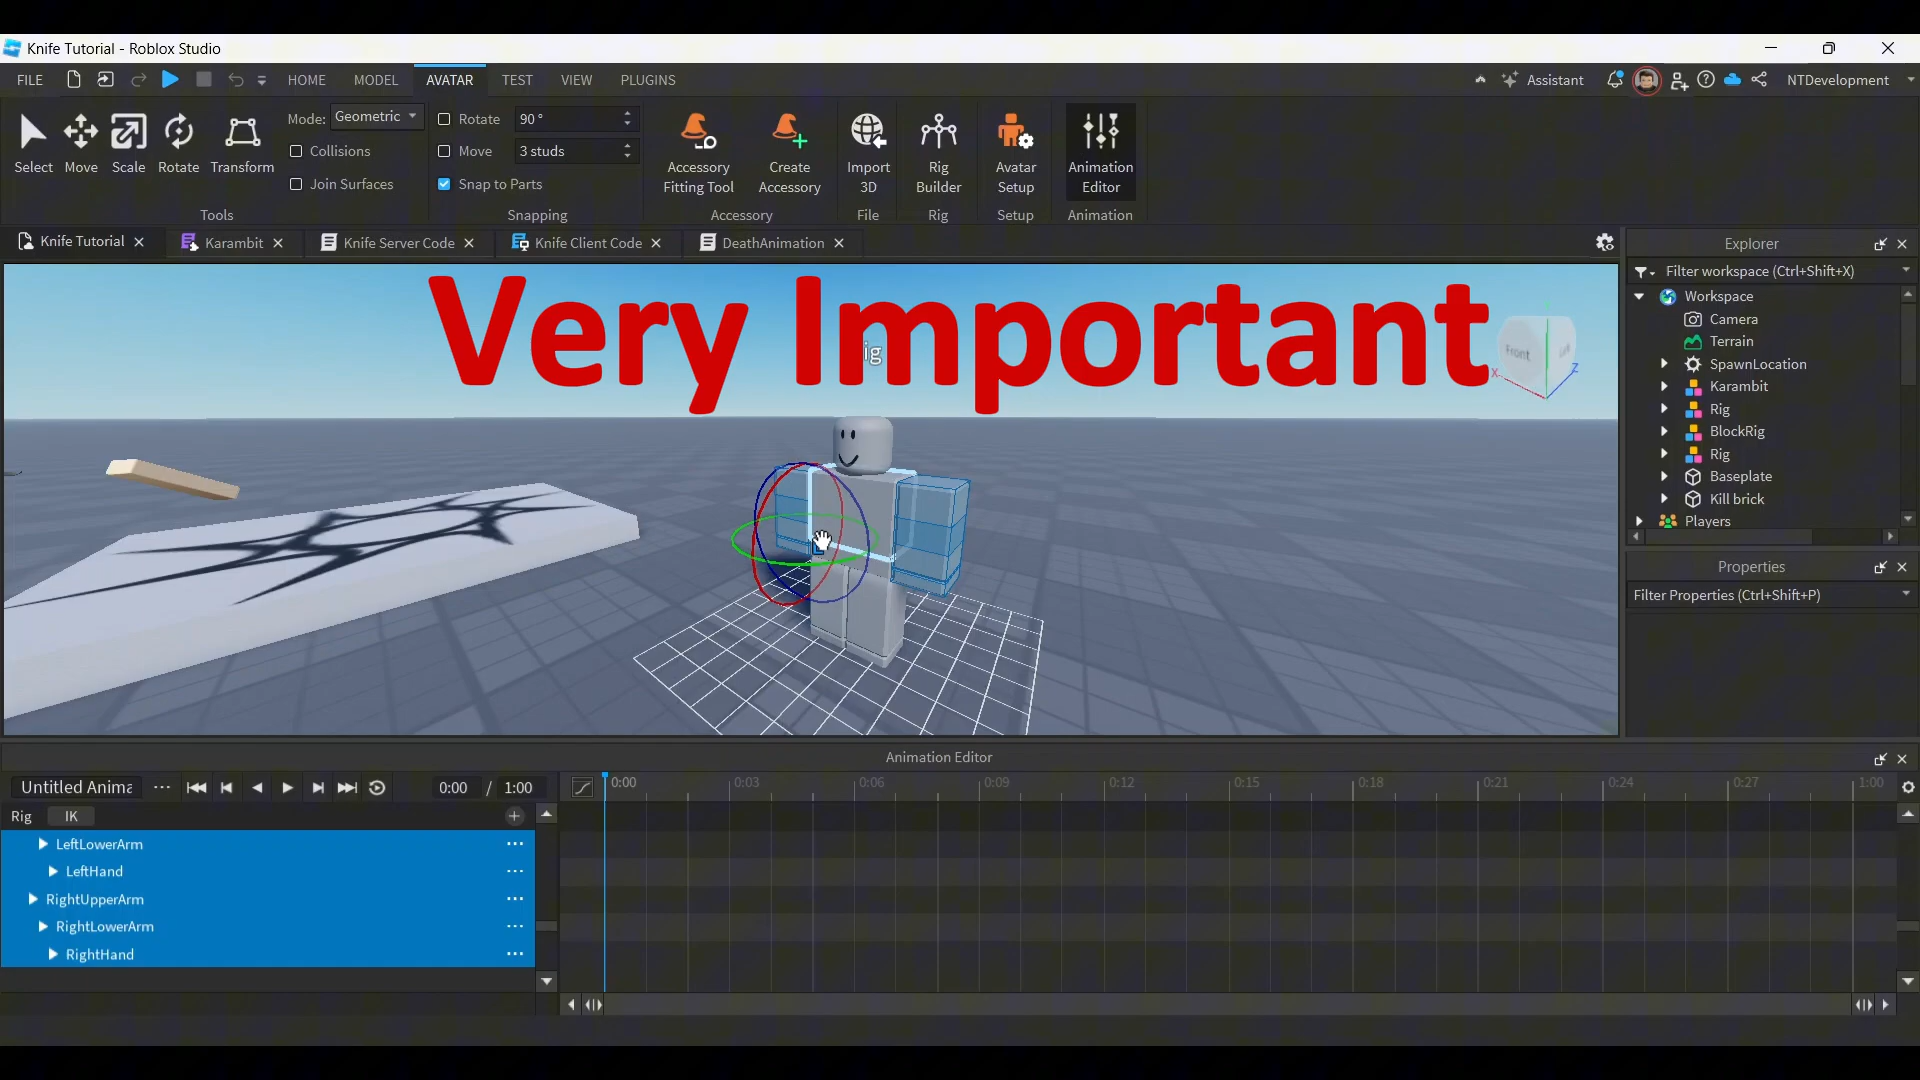 Knife Tutorial - Roblox Studio
FILE HOME MODEL AVATAR TEST VIEW PLUGINS Assistant NTDevelopment
Select Move Scale Rotate Transform
Mode: Geometric
Collisions
Join Surfaces
Tools
Rotate 90 °
Move 3 studs
Snap to Parts
Snapping
Accessory Fitting Tool
Create Accessory
Accessory
Import 3D
File
Rig Builder
Rig
Avatar Setup
Setup
Animation Editor
Animation
Knife Tutorial Karambit Knife Server Code Knife Client Code DeathAnimation
Very Important
ig
Front
X
Z
Explorer
Filter workspace (Ctrl+Shift+X)
Workspace
Camera
Terrain
SpawnLocation
Karambit
Rig
BlockRig
Rig
Baseplate
Kill brick
Players
Properties
Filter Properties (Ctrl+Shift+P)
Animation Editor
Untitled Anima ... 0:00 / 1:00
0:00 0:03 0:06 0:09 0:12 0:15 0:18 0:21 0:24 0:27 1:00
Rig IK
LeftLowerArm ...
LeftHand ...
RightUpperArm ...
RightLowerArm ...
RightHand ...